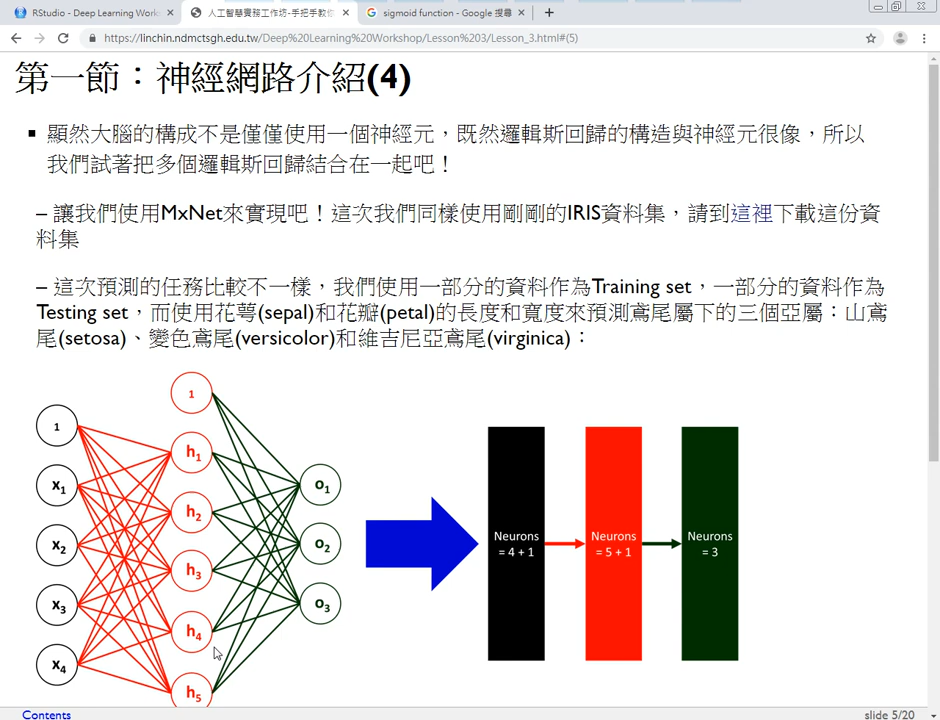 RStudio - Deep Learning Work
人工智慧實務工作坊-手把手教你
sigmoid function - Google 搜尋
https://linchin.ndmctsgh.edu.tw/Deep%20Learning%20Workshop/Lesson%203/Lesson_3.html#(5)
第一節：神經網路介紹(4)
顯然大腦的構成不是僅僅使用一個神經元，既然邏輯斯回歸的構造與神經元很像，所以
我們試著把多個邏輯斯回歸結合在一起吧！
– 讓我們使用MxNet來實現吧！這次我們同樣使用剛剛的IRIS資料集，請到這裡下載這份資
料集
– 這次預測的任務比較不一樣，我們使用一部分的資料作為Training set，一部分的資料作為
Testing set，而使用花萼(sepal)和花瓣(petal)的長度和寬度來預測鳶尾屬下的三個亞屬：山鳶
尾(setosa)、變色鳶尾(versicolor)和維吉尼亞鳶尾(virginica)：
1
x1
x2
x3
x4
1
h1
h2
h3
h4
h5
o1
o2
o3
Neurons
= 4 + 1
Neurons
= 5 + 1
Neurons
= 3
Contents
slide 5/20